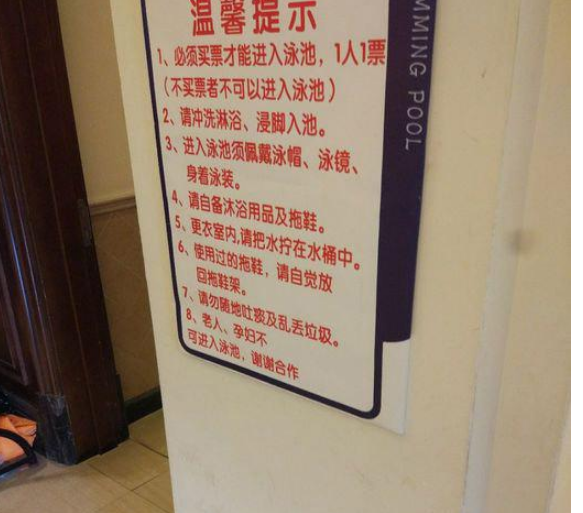 温馨提示
1、必须买票才能进入泳池，1人1票
（不买票者不可以进入泳池）
2、请冲洗淋浴、浸脚入池。
3、进入泳池须佩戴泳帽、泳镜、
身着泳装。
4、请自备沐浴用品及拖鞋。
5、更衣室内,请把水拧在水桶中。
6、使用过的拖鞋，请自觉放
回拖鞋架。
7、请勿随地吐痰及乱丢垃圾。
8、老人、孕妇不
可进入泳池，谢谢合作
MMING POOL